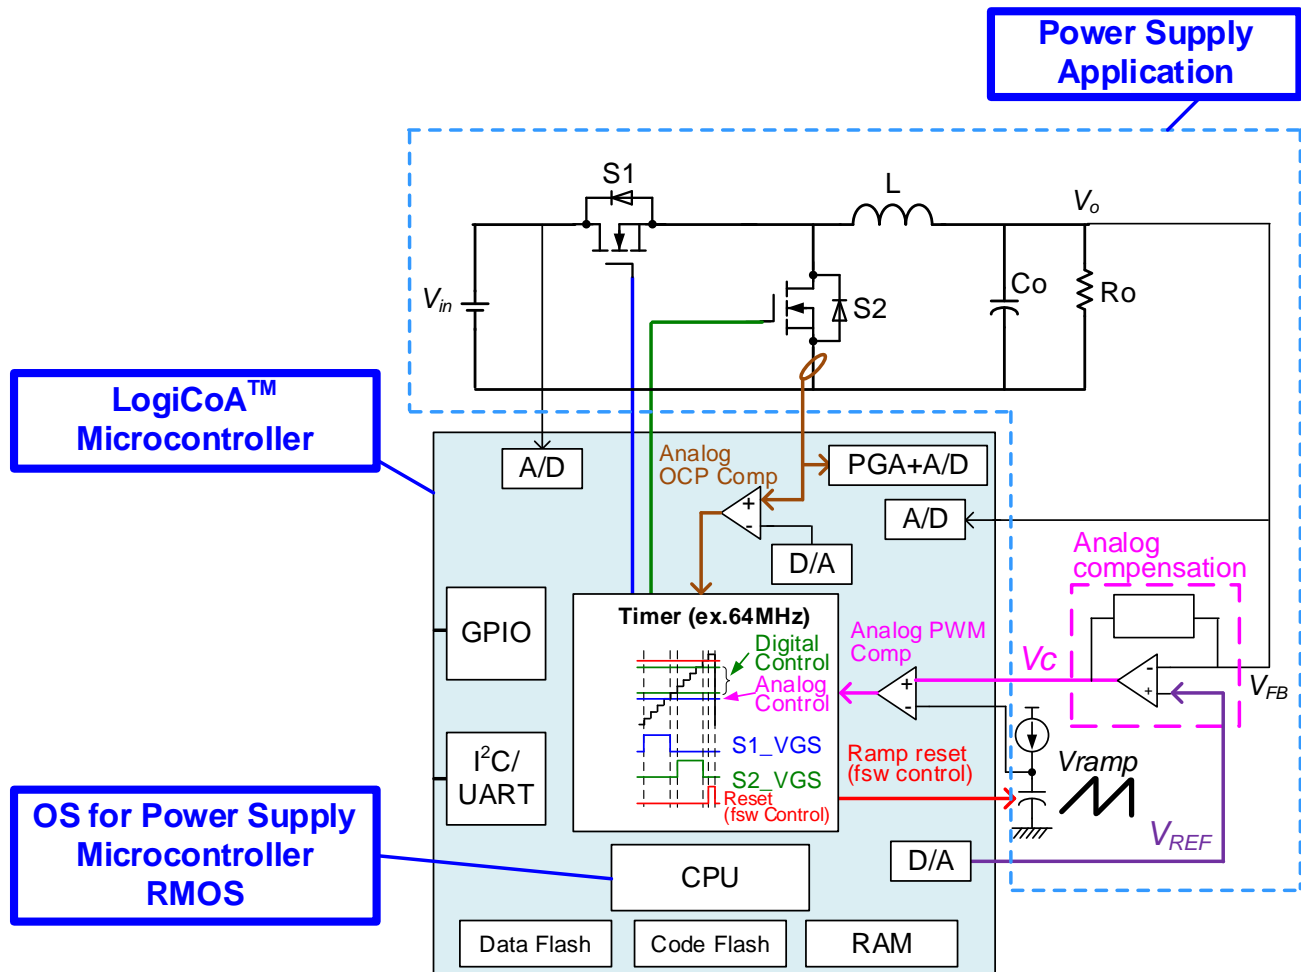 Power Supply
Application
S1
L
Vo
Vin
S2
Co
Ro
LogiCoA™
Microcontroller
A/D
Analog
OCP Comp
PGA+A/D
A/D
D/A
Analog
compensation
GPIO
Timer (ex.64MHz)
Digital
Control
Analog
Control
S1_VGS
S2_VGS
Reset
(fsw Control)
Analog PWM
Comp
+
-
+
-
-
+
Vc
VFB
I²C/
UART
Ramp reset
(fsw control)
Vramp
VREF
OS for Power Supply
Microcontroller
RMOS
D/A
CPU
Data Flash
Code Flash
RAM